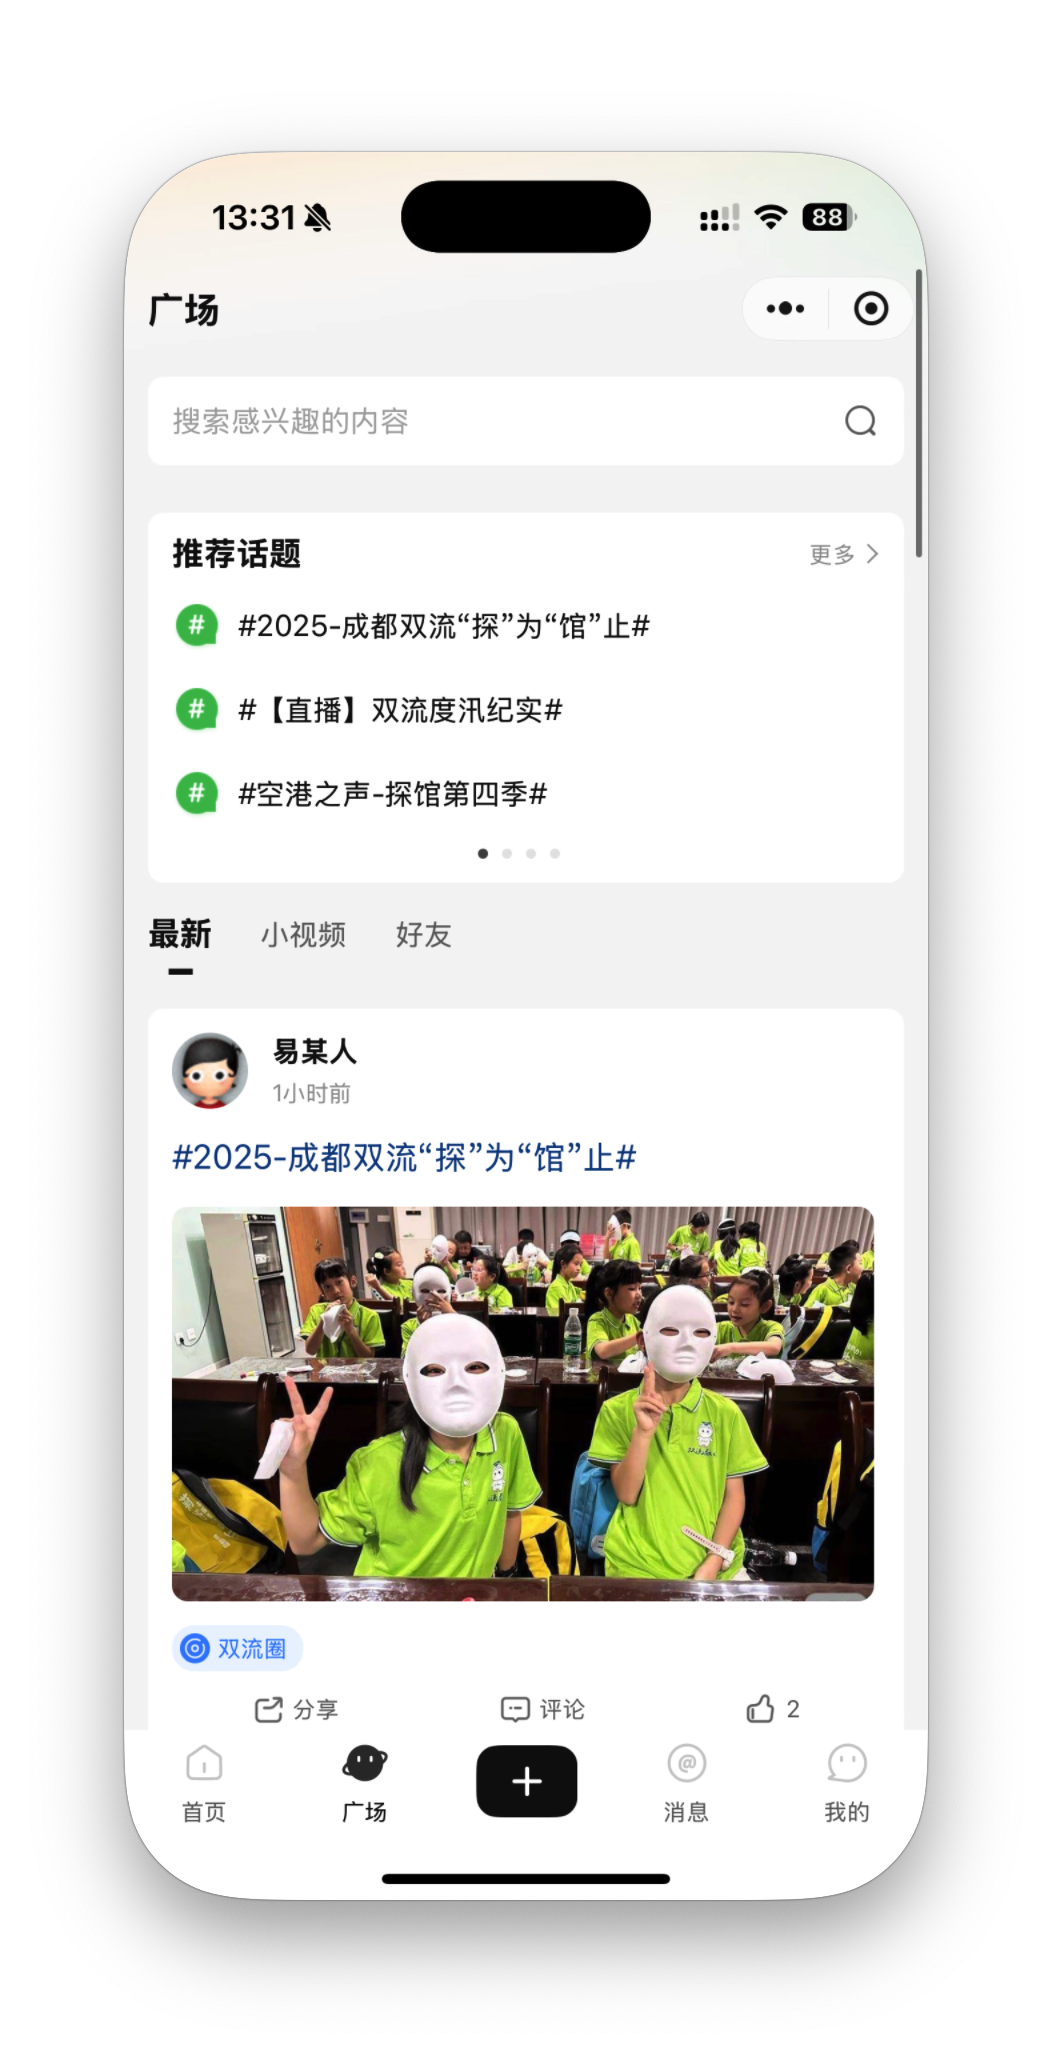 13:31
88
广场
搜索感兴趣的内容
推荐话题
更多
#2025-成都双流“探”为“馆”止#
#【直播】双流度汛纪实#
#空港之声-探馆第四季#
最新
小视频
好友
易某人
1小时前
#2025-成都双流“探”为“馆”止#
双流圈
分享
评论
2
首页
广场
消息
我的